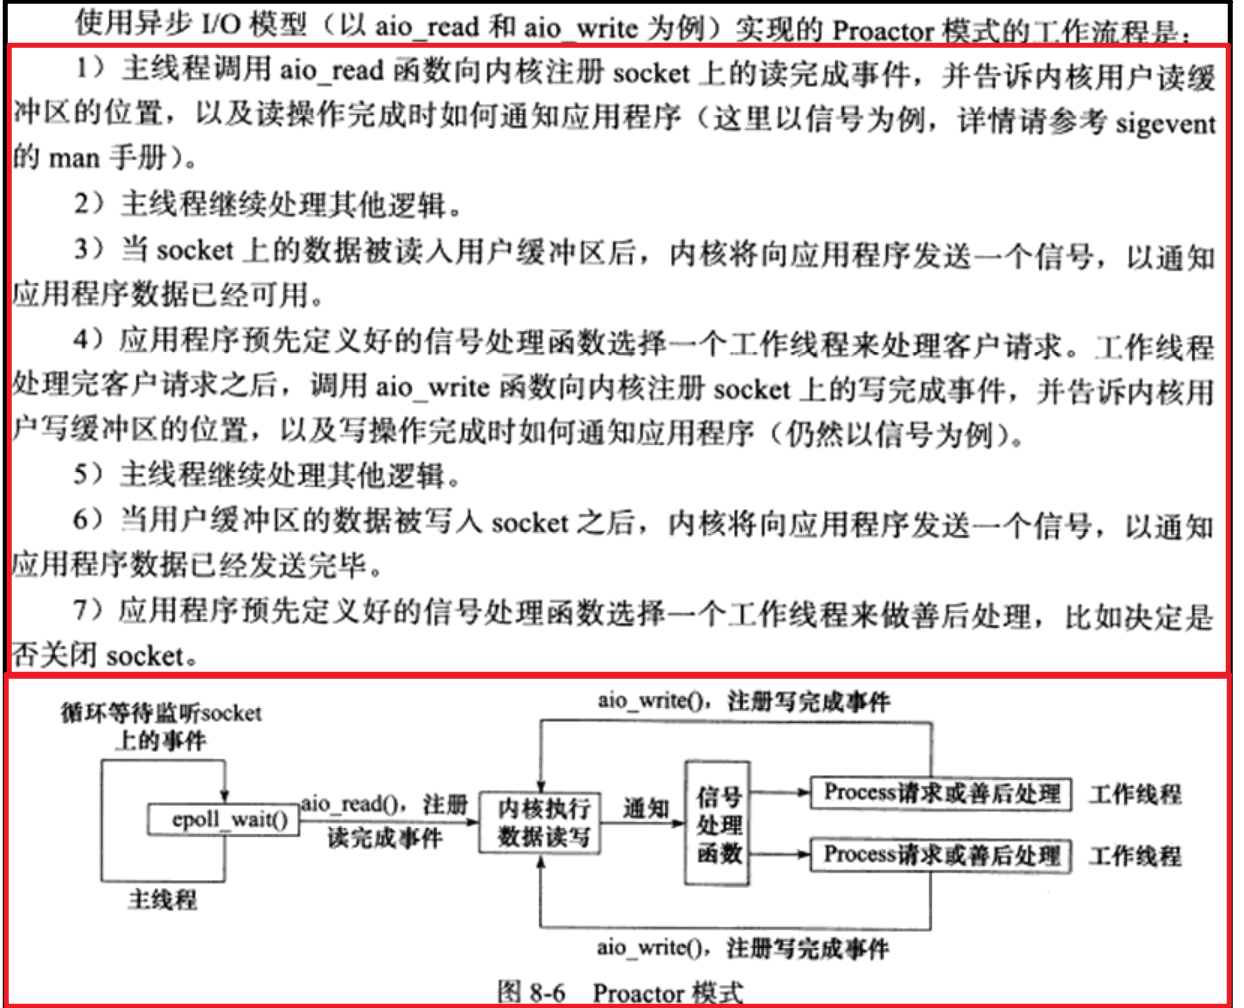 使用异步 I/O 模型（以 aio_read 和 aio_write 为例）实现的 Proactor 模式的工作流程是：
1）主线程调用 aio_read 函数向内核注册 socket 上的读完成事件，并告诉内核用户读缓
冲区的位置，以及读操作完成时如何通知应用程序（这里以信号为例，详情请参考 sigevent
的 man 手册）。
2）主线程继续处理其他逻辑。
3）当 socket 上的数据被读入用户缓冲区后，内核将向应用程序发送一个信号，以通知
应用程序数据已经可用。
4）应用程序预先定义好的信号处理函数选择一个工作线程来处理客户请求。工作线程
处理完客户请求之后，调用 aio_write 函数向内核注册 socket 上的写完成事件，并告诉内核用
户写缓冲区的位置，以及写操作完成时如何通知应用程序（仍然以信号为例）。
5）主线程继续处理其他逻辑。
6）当用户缓冲区的数据被写入 socket 之后，内核将向应用程序发送一个信号，以通知
应用程序数据已经发送完毕。
7）应用程序预先定义好的信号处理函数选择一个工作线程来做善后处理，比如决定是
否关闭 socket。
aio_write()，注册写完成事件
循环等待监听socket
上的事件
epoll_wait()
主线程
aio_read()，注册
读完成事件
内核执行
数据读写
通知
信号
处理
函数
Process请求或善后处理
工作线程
Process请求或善后处理
工作线程
aio_write()，注册写完成事件
图 8-6 Proactor 模式